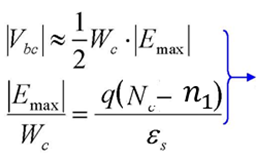 |V_bc| ≈ 1/2 W_c · |E_max|
|E_max| / W_c = q(N_c - n_1) / ε_s